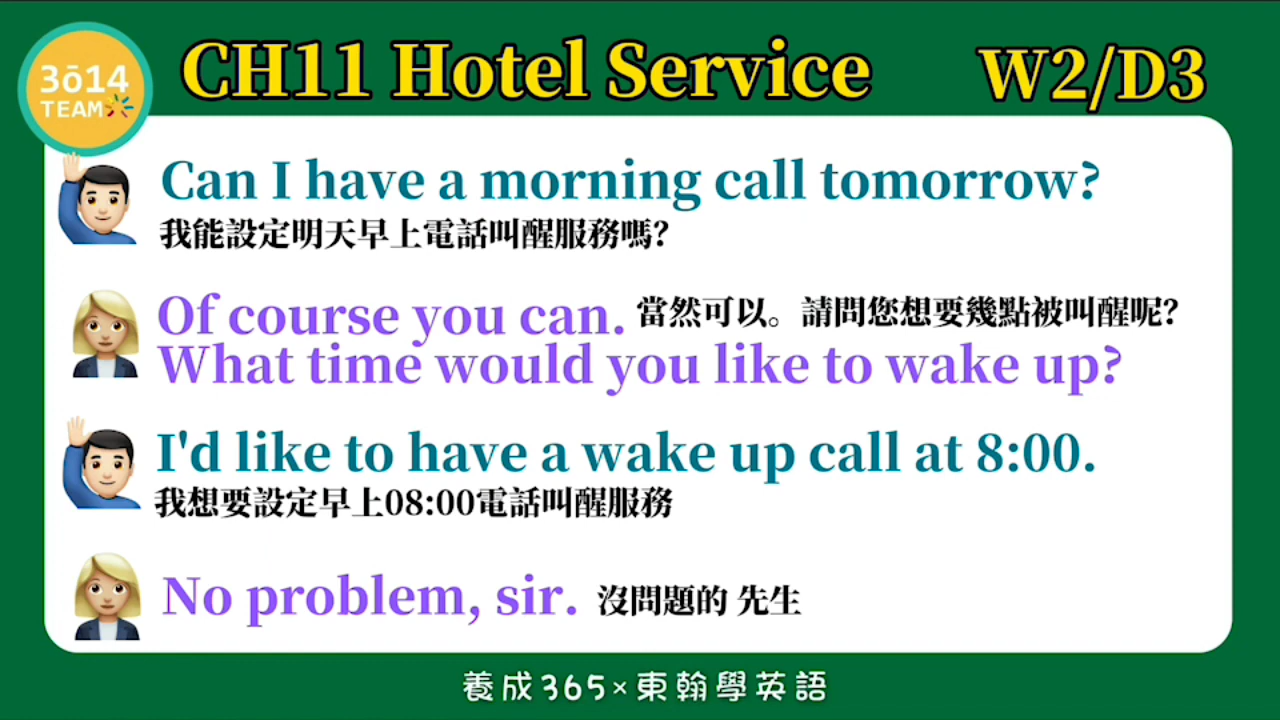 3ō14
TEAM
CH11 Hotel Service W2/D3
Can I have a morning call tomorrow?
我能設定明天早上電話叫醒服務嗎?
Of course you can. 當然可以。請問您想要幾點被叫醒呢?
What time would you like to wake up?
I'd like to have a wake up call at 8:00.
我想要設定早上08:00電話叫醒服務
No problem, sir. 沒問題的 先生
養成365×東翰學英語